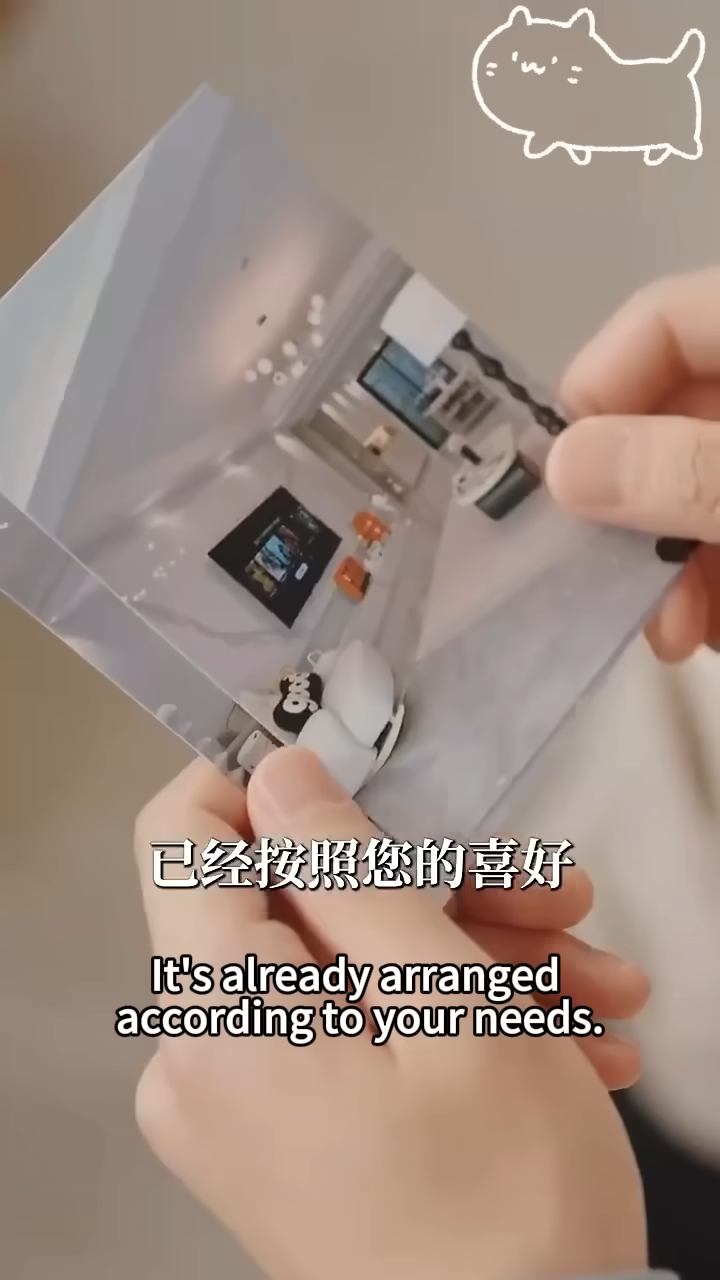 已经按照您的喜好
It's already arranged
according to your needs.